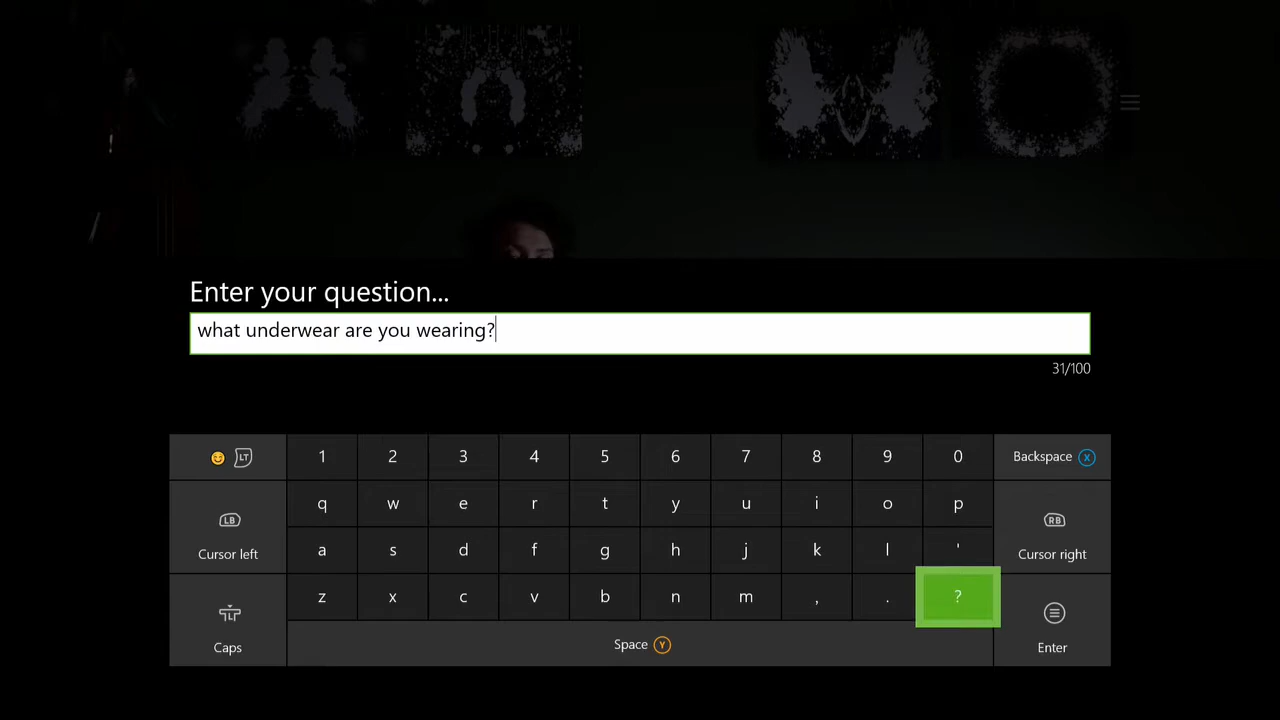 Enter your question...
what underwear are you wearing?
31/100
LT 1 2 3 4 5 6 7 8 9 0 Backspace X
q w e r t y u i o p
LB RB
Cursor left a s d f g h j k l ' Cursor right
z x c v b n m , . ?
Caps Space Y Enter